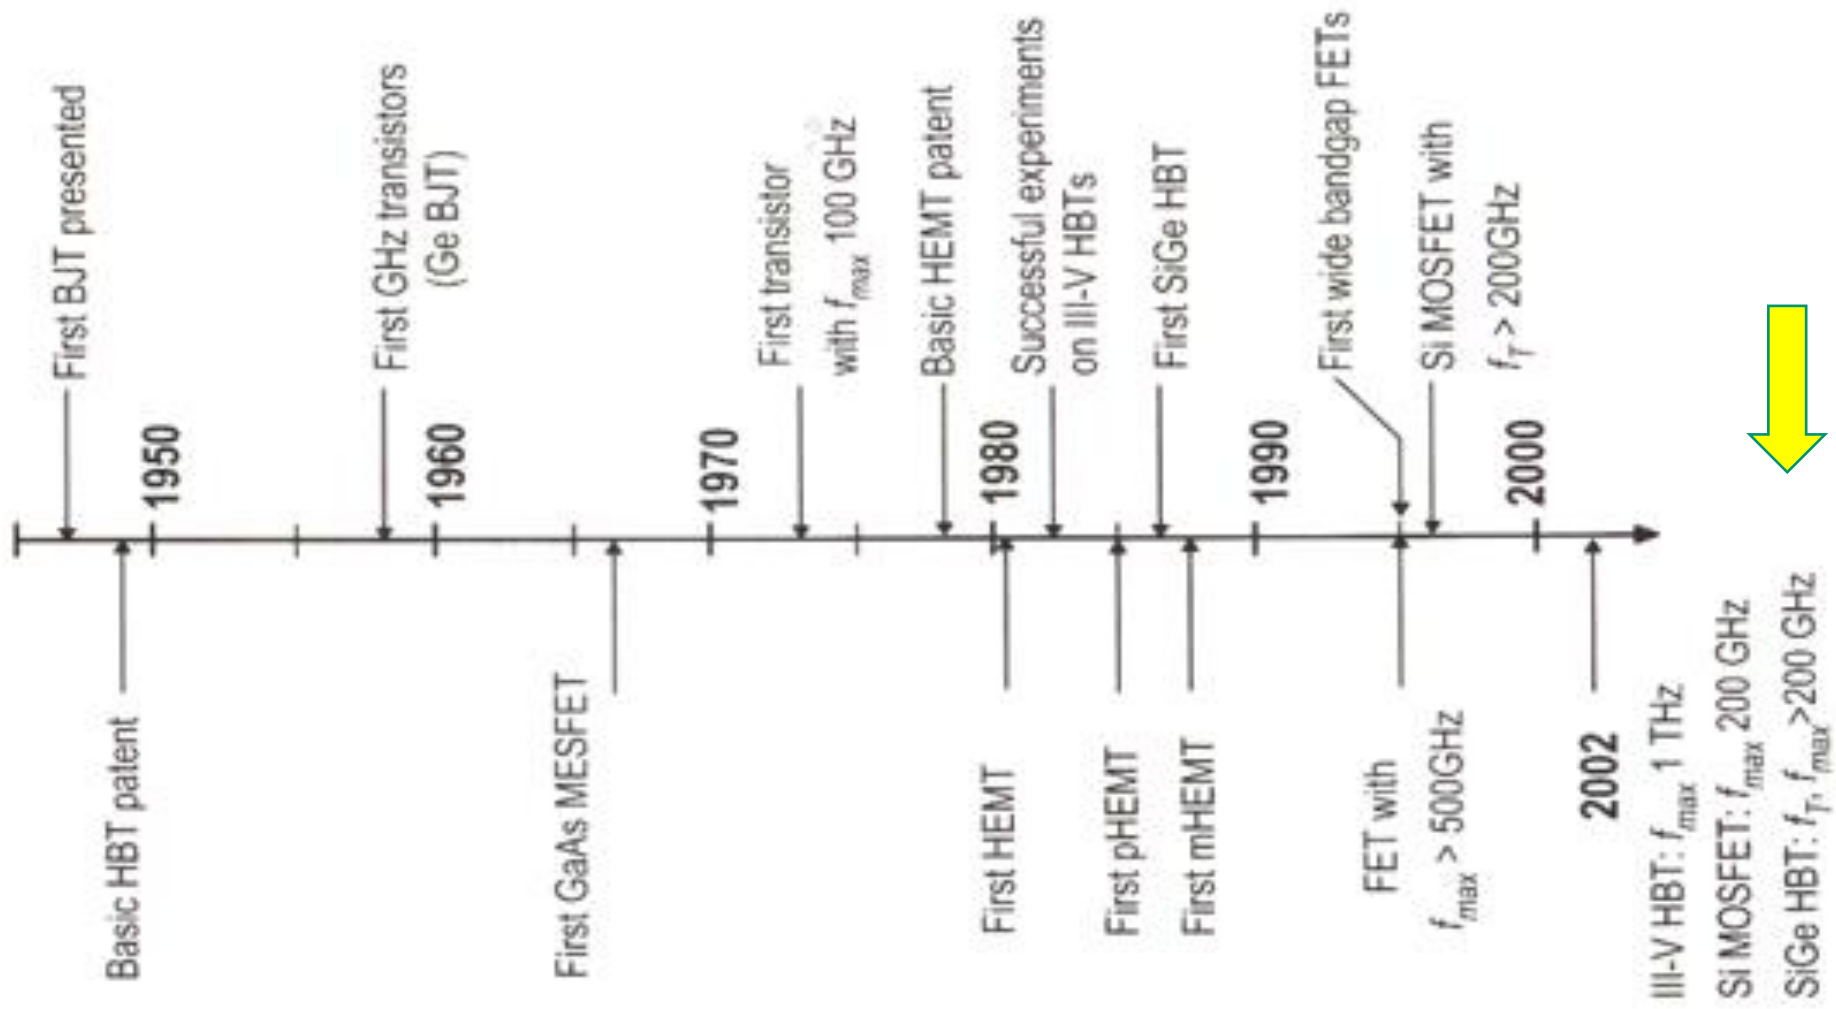 First BJT presented
Basic HBT patent
1950
First GHz transistors
(Ge BJT)
1960
First GaAs MESFET
1970
First transistor
with fmax 100 GHz
Basic HEMT patent
1980
First HEMT
Successful experiments
on III-V HBTs
First pHEMT
First SiGe HBT
First mHEMT
1990
First wide bandgap FETs
FET with
fmax > 500GHz
Si MOSFET with
fT > 200GHz
2000
2002
III-V HBT: fmax 1 THz
Si MOSFET: fmax 200 GHz
SiGe HBT: fT, fmax >200 GHz